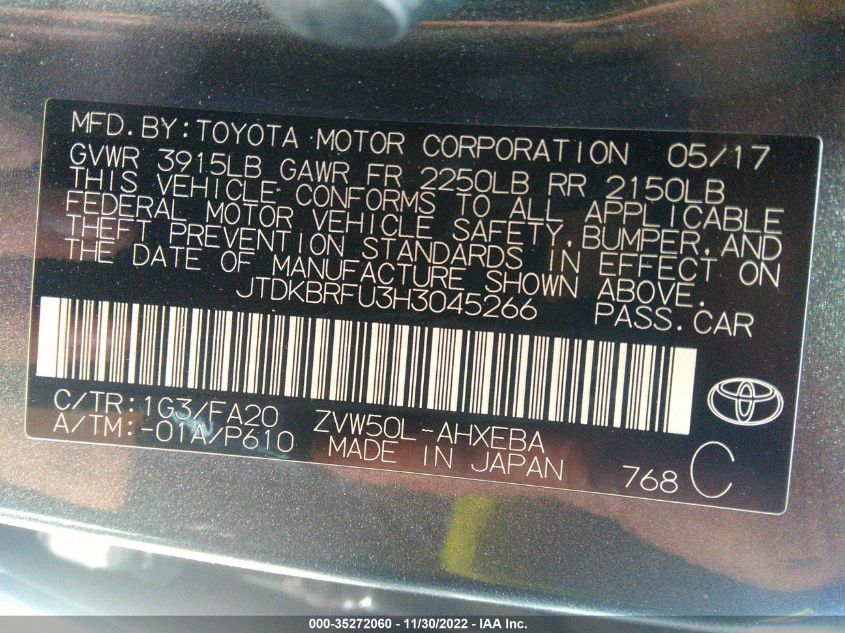 MFD.BY:TOYOTA MOTOR CORPORATION 05/17
GVWR 3915LB GAWR FR 2250LB RR 2150LB
THIS VEHICLE CONFORMS TO ALL APPLICABLE
FEDERAL MOTOR VEHICLE SAFETY,BUMPER,AND
THEFT PREVENTION STANDARDS IN EFFECT ON
THE DATE OF MANUFACTURE SHOWN ABOVE.
JTDKBRFU3H3045266 PASS.CAR
C/TR:1G3/FA20 ZVW50L-AHXEBA
A/TM:-01A/P610 MADE IN JAPAN 768 C
000-35272060 - 11/30/2022 - IAA Inc.